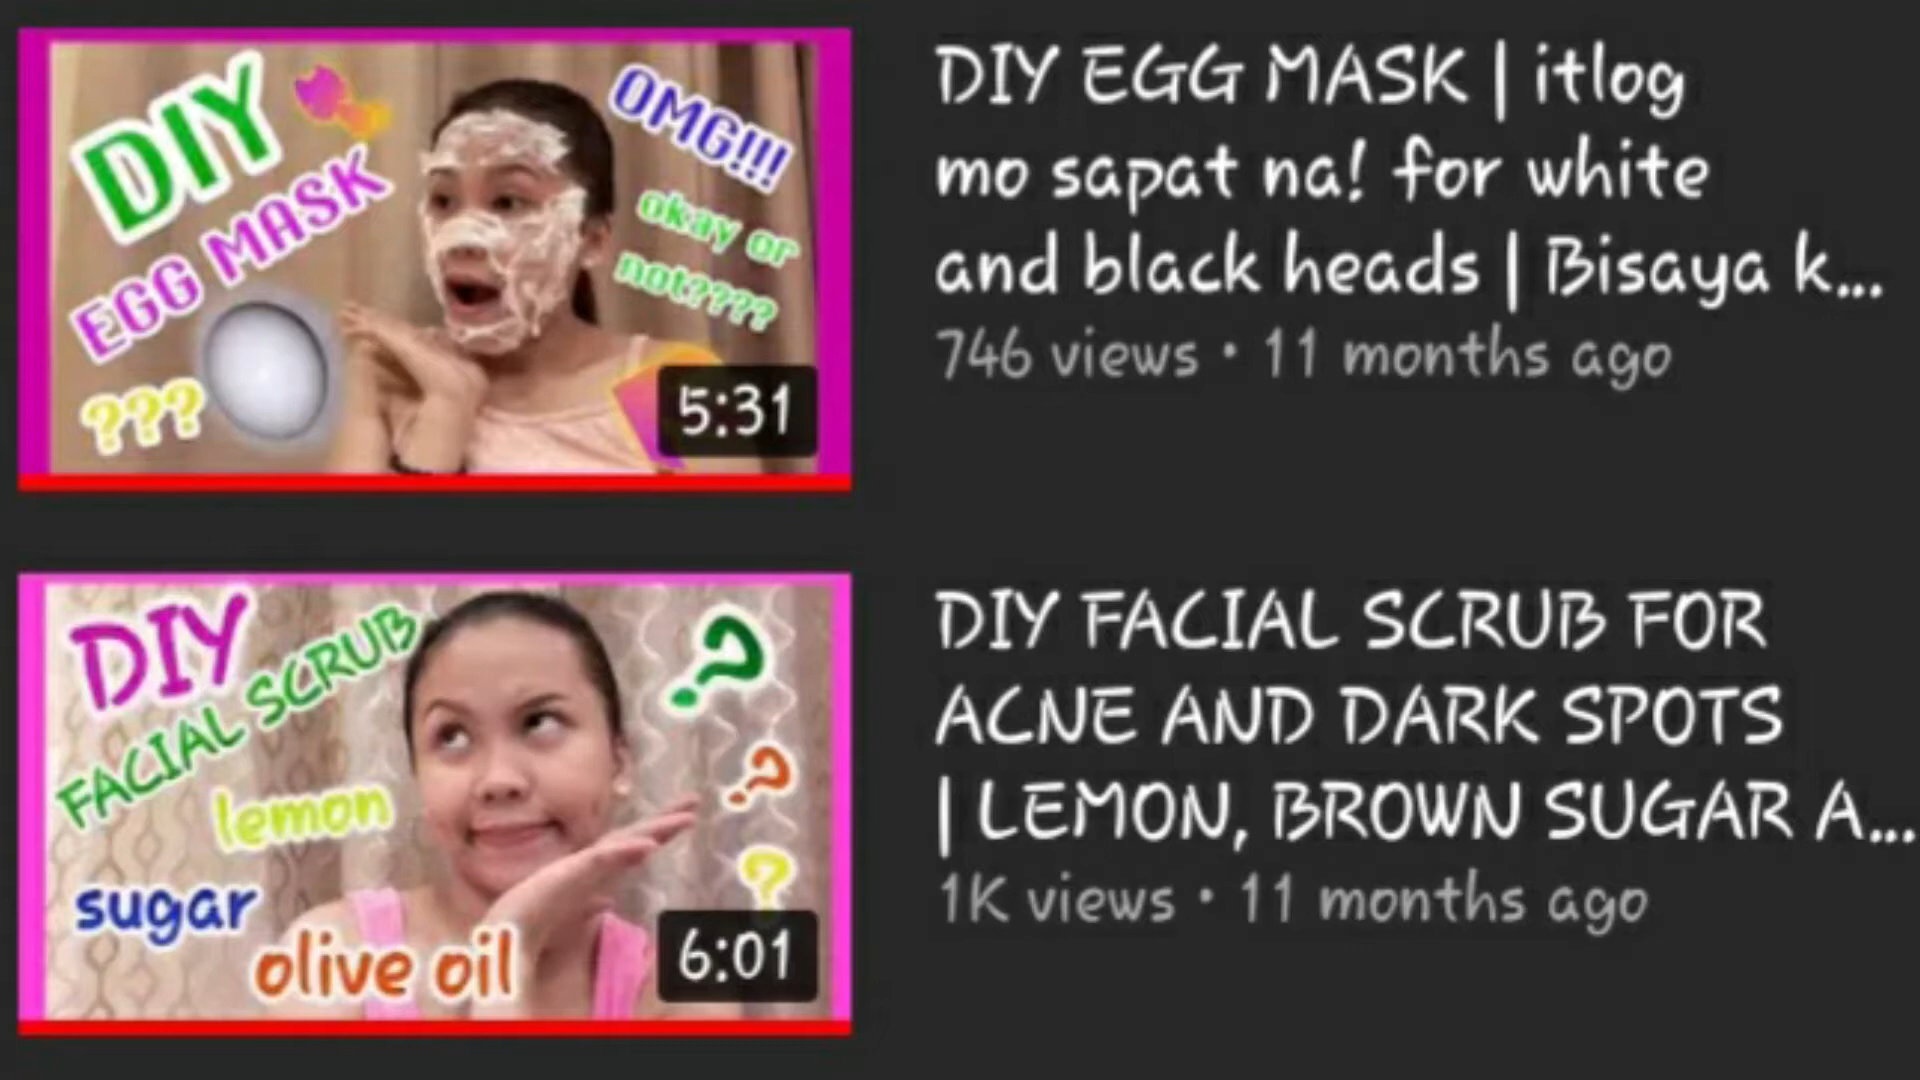 DIY
EGG MASK
???
OMG!!!
okay or
not????
5:31
DIY EGG MASK | itlog
mo sapat na! for white
and black heads | Bisaya k...
746 views • 11 months ago
DIY
FACIAL SCRUB
lemon
sugar
olive oil
?
?
?
6:01
DIY FACIAL SCRUB FOR
ACNE AND DARK SPOTS
| LEMON, BROWN SUGAR A...
1K views • 11 months ago